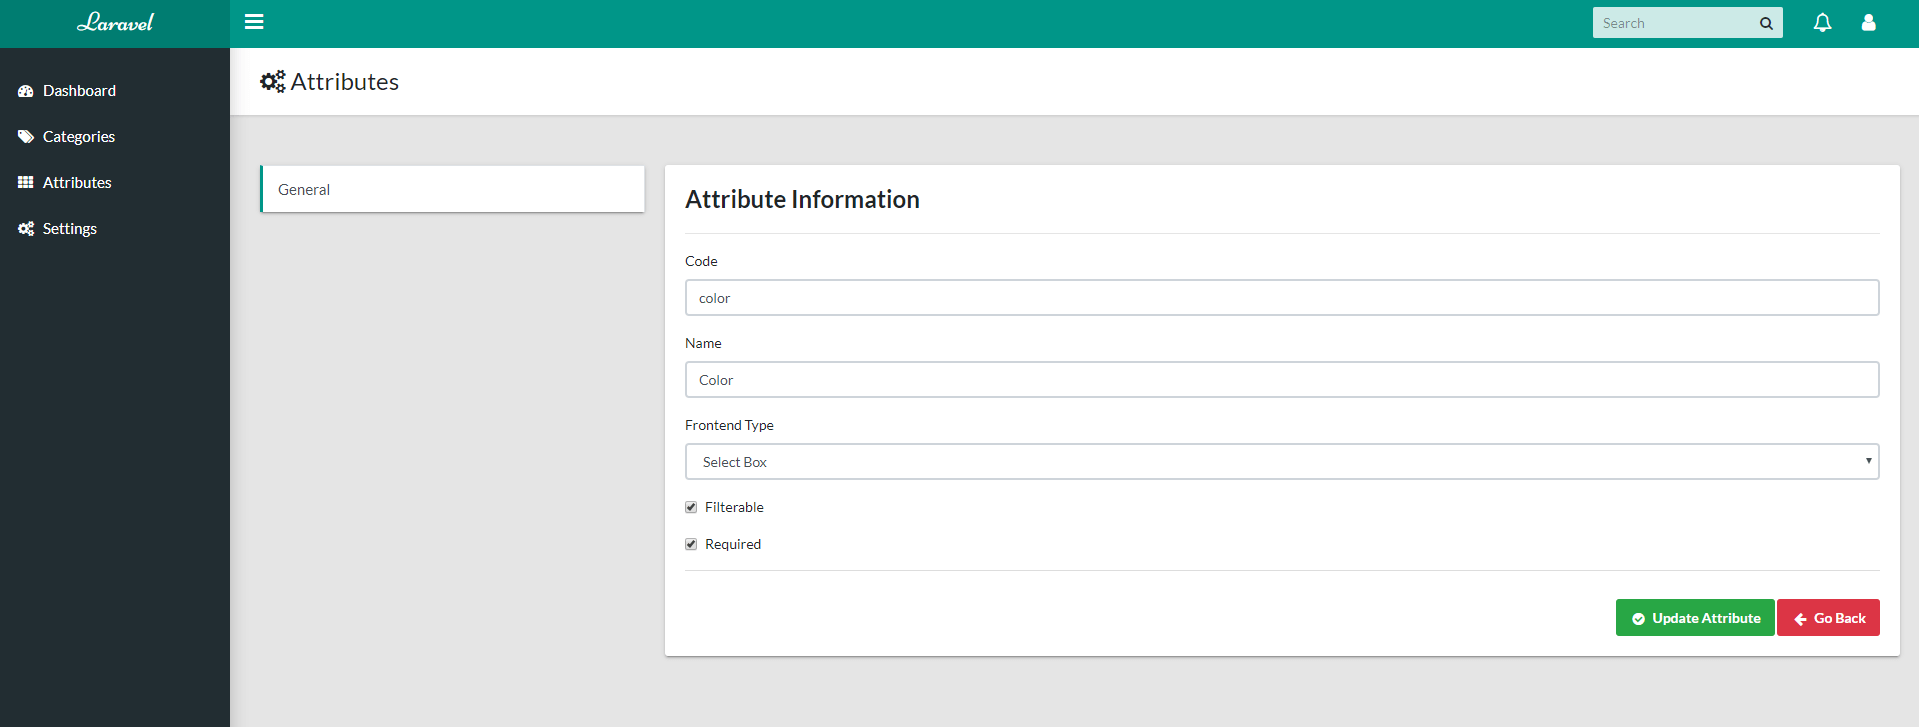 Laravel
Search
Dashboard
Categories
Attributes
Settings
Attributes
General
Attribute Information
Code
color
Name
Color
Frontend Type
Select Box
Filterable
Required
Update Attribute
Go Back